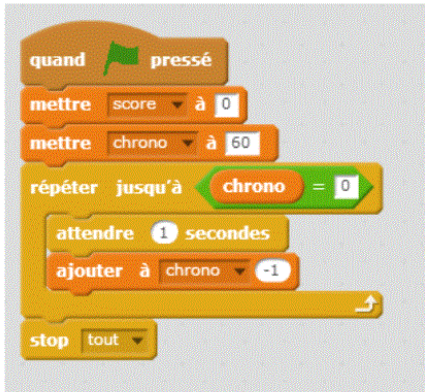 quand pressé
mettre score à 0
mettre chrono à 60
répéter jusqu'à chrono = 0
attendre 1 secondes
ajouter à chrono -1
stop tout